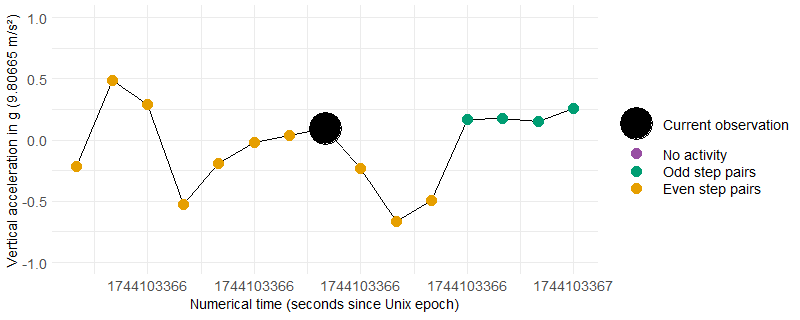 Vertical acceleration in g (9.80665 m/s²)
1.0
0.5
0.0
-0.5
-1.0
1744103366 1744103366 1744103366 1744103366 1744103367
Numerical time (seconds since Unix epoch)
Current observation
No activity
Odd step pairs
Even step pairs